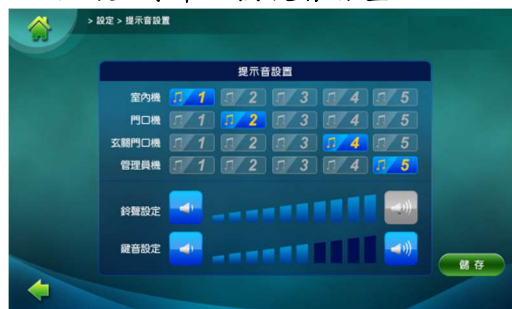 > 設定 > 提示音設置
提示音設置
室內機 1 2 3 4 5
門口機 1 2 3 4 5
玄關門口機 1 2 3 4 5
管理員機 1 2 3 4 5
鈴聲設定
鍵音設定
儲存